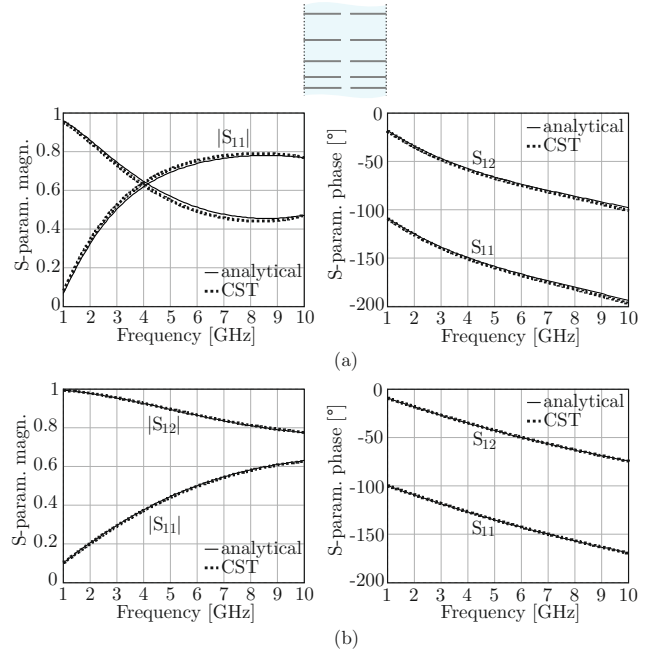 1
0.8
0.6
0.4
0.2
0
S-param. magn.
|S11|
analytical
CST
1 2 3 4 5 6 7 8 9 10
Frequency [GHz]
0
-50
-100
-150
-200
S-param. phase [°]
analytical
CST
S12
S11
1 2 3 4 5 6 7 8 9 10
Frequency [GHz]
(a)
1
0.8
0.6
0.4
0.2
0
S-param. magn.
|S12|
|S11|
analytical
CST
1 2 3 4 5 6 7 8 9 10
Frequency [GHz]
0
-50
-100
-150
-200
S-param. phase [°]
analytical
CST
S12
S11
1 2 3 4 5 6 7 8 9 10
Frequency [GHz]
(b)